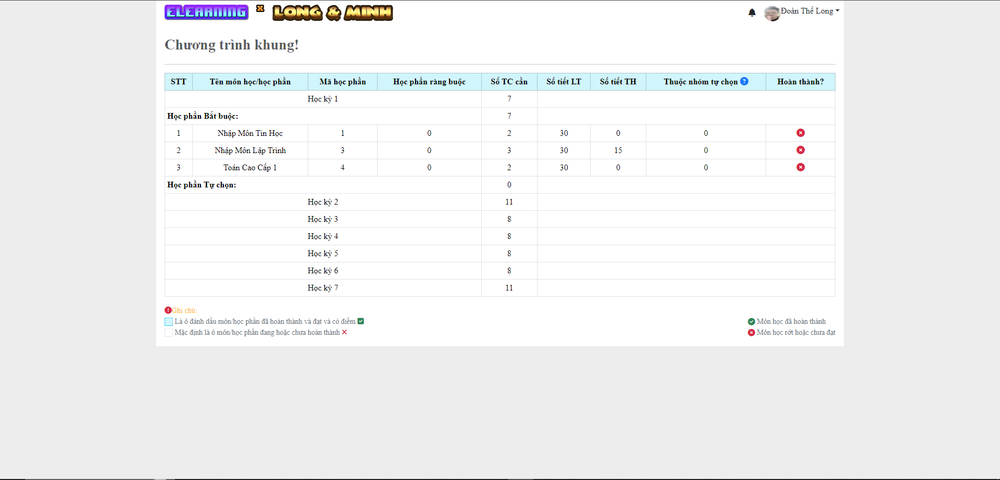 ELEARNING X LONG & MINH Đoàn Thế Long
Chương trình khung!
STT Tên môn học/học phần Mã học phần Học phần ràng buộc Số TC cần Số tiết LT Số tiết TH Thuộc nhóm tự chọn ? Hoàn thành?
Học kỳ 1 7
Học phần Bắt buộc: 7
1 Nhập Môn Tin Học 1 0 2 30 0 0
2 Nhập Môn Lập Trình 3 0 3 30 15 0
3 Toán Cao Cấp 1 4 0 2 30 0 0
Học phần Tự chọn: 0
Học kỳ 2 11
Học kỳ 3 8
Học kỳ 4 8
Học kỳ 5 8
Học kỳ 6 8
Học kỳ 7 11
Ghi chú:
Là ô đánh dấu môn/học phần đã hoàn thành và đạt và có điểm
Mặc định là ô môn/học phần đang hoặc chưa hoàn thành
Môn học đã hoàn thành
Môn học rớt hoặc chưa đạt